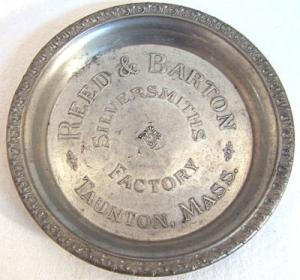 REED & BARTON
SILVERSMITHS
FACTORY
TAUNTON, MASS.